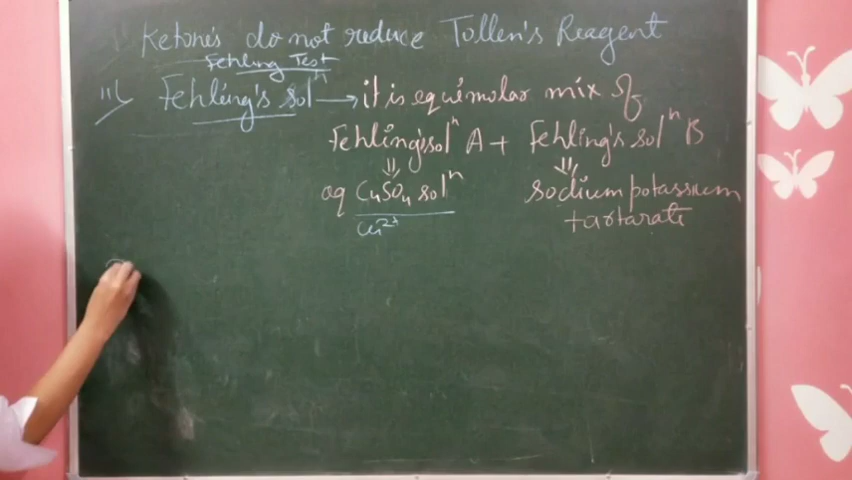 Ketones do not reduce Tollen's Reagent
Fehling Test
ii) Fehling's solⁿ → it is equimolar mix of
Fehling's solⁿ A + Fehling's solⁿ B
aq CuSO₄ solⁿ sodium potassium
Cu²⁺ tartarate